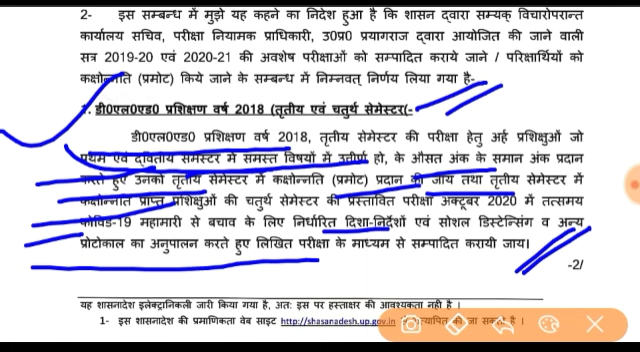 2- इस सम्बन्ध में मुझे यह कहने का निदेश हुआ है कि शासन द्वारा सम्यक् विचारोपरान्त
कार्यालय सचिव, परीक्षा नियामक प्राधिकारी, उ0प्र0 प्रयागराज द्वारा आयोजित की जाने वाली
सत्र 2019-20 एवं 2020-21 की अवशेष परीक्षाओं को सम्पादित कराये जाने / परिक्षार्थियों को
कक्षोन्नति (प्रमोट) किये जाने के सम्बन्ध में निम्नवत् निर्णय लिया गया है-
1. डी0एल0एड0 प्रशिक्षण वर्ष 2018 (तृतीय एवं चतुर्थ सेमेस्टर(-
डी0एल0एड0 प्रशिक्षण वर्ष 2018, तृतीय सेमेस्टर की परीक्षा हेतु अर्ह प्रशिक्षुओं जो
प्रथम एवं द्वितीय समस्टर में समस्त विषयों में उत्तीर्ण हो, के औसत अंक के समान अंक प्रदान
करते हुए उनको तृतीय सेमेस्टर में कक्षोन्नति (प्रमोट) प्रदान की जाय तथा तृतीय सेमेस्टर में
कक्षोन्नति प्राप्त प्रशिक्षुओं की चतुर्थ सेमेस्टर की प्रस्तावित परीक्षा अक्टूबर 2020 में तत्समय
कोविड-19 महामारी से बचाव के लिए निर्धारित दिशा-निर्देशों एवं सोशल डिस्टेन्सिंग व अन्य
प्रोटोकाल का अनुपालन करते हुए लिखित परीक्षा के माध्यम से सम्पादित करायी जाय।
-2/
यह शासनादेश इलेक्ट्रानिकली जारी किया गया है, अतः इस पर हस्ताक्षर की आवश्यकता नही है ।
1- इस शासनादेश की प्रमाणिकता वेब साइट http://shasanadesh.up.gov.in से सत्यापित की जा सकती है ।